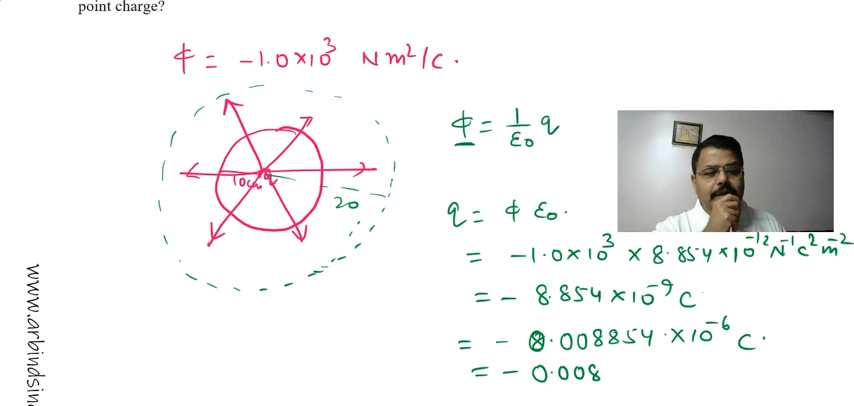 point charge?
φ = -1.0×10³ Nm²/C.
10cm
q
20
φ = 1/ε₀ q
q = φ ε₀.
= -1.0×10³ × 8.854×10⁻¹² N⁻¹C²m⁻²
= - 8.854×10⁻⁹ C
= - 0.008854.×10⁻⁶ C.
= - 0.008
www.arbindsin